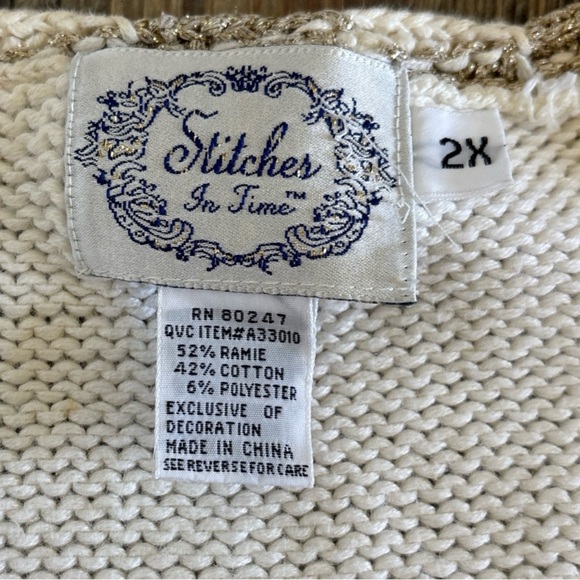 Stitches
In Time™
2X
RN 80247
QVC ITEM#A33010
52% RAMIE
42% COTTON
6% POLYESTER
EXCLUSIVE OF
DECORATION
MADE IN CHINA
SEE REVERSE FOR CARE